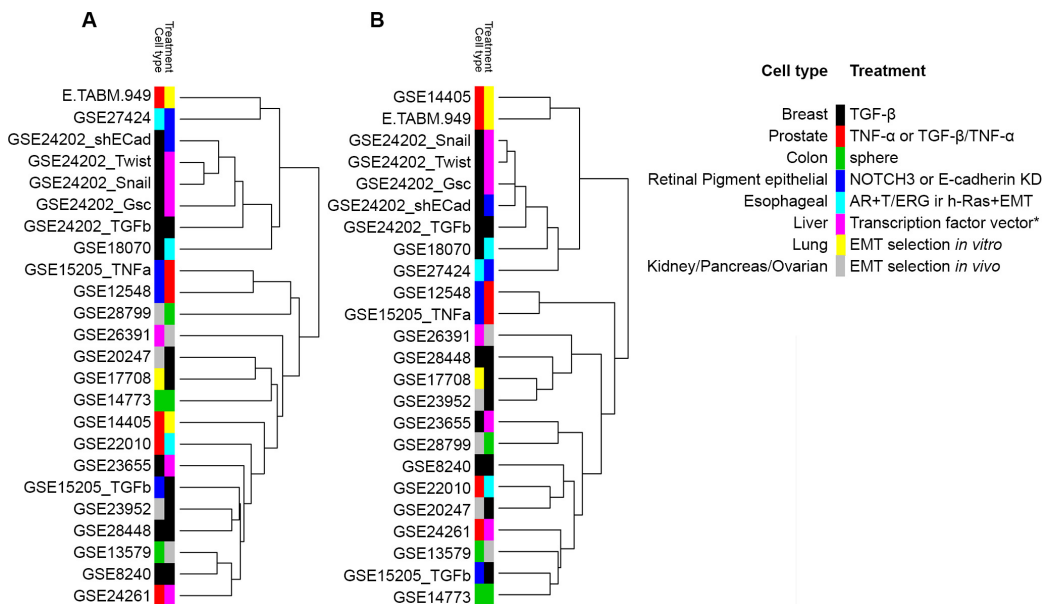 A
Cell type
Treatment
E.TABM.949
GSE27424
GSE24202_shECad
GSE24202_Twist
GSE24202_Snail
GSE24202_Gsc
GSE24202_TGFb
GSE18070
GSE15205_TNFa
GSE12548
GSE28799
GSE26391
GSE20247
GSE17708
GSE14773
GSE14405
GSE22010
GSE23655
GSE15205_TGFb
GSE23952
GSE28448
GSE13579
GSE8240
GSE24261
B
Cell type
Treatment
GSE14405
E.TABM.949
GSE24202_Snail
GSE24202_Twist
GSE24202_Gsc
GSE24202_shECad
GSE24202_TGFb
GSE18070
GSE27424
GSE12548
GSE15205_TNFa
GSE26391
GSE28448
GSE17708
GSE23952
GSE23655
GSE28799
GSE8240
GSE22010
GSE20247
GSE24261
GSE13579
GSE15205_TGFb
GSE14773
Cell type Treatment
Breast TGF-β
Prostate TNF-α or TGF-β/TNF-α
Colon sphere
Retinal Pigment epithelial NOTCH3 or E-cadherin KD
Esophageal AR+T/ERG ir h-Ras+EMT
Liver Transcription factor vector*
Lung EMT selection in vitro
Kidney/Pancreas/Ovarian EMT selection in vivo